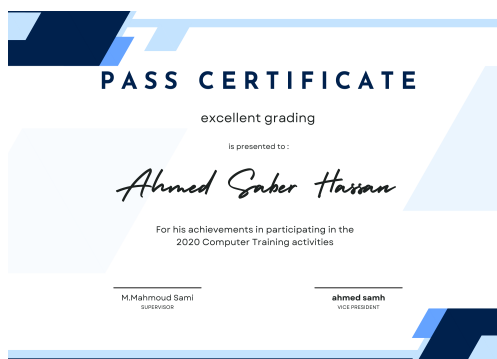 PASS CERTIFICATE
excellent grading
is presented to :
Ahmed Saber Hassan
For his achievements in participating in the
2020 Computer Training activities
M.Mahmoud Sami
SUPERVISOR
ahmed samh
VICE PRESIDENT